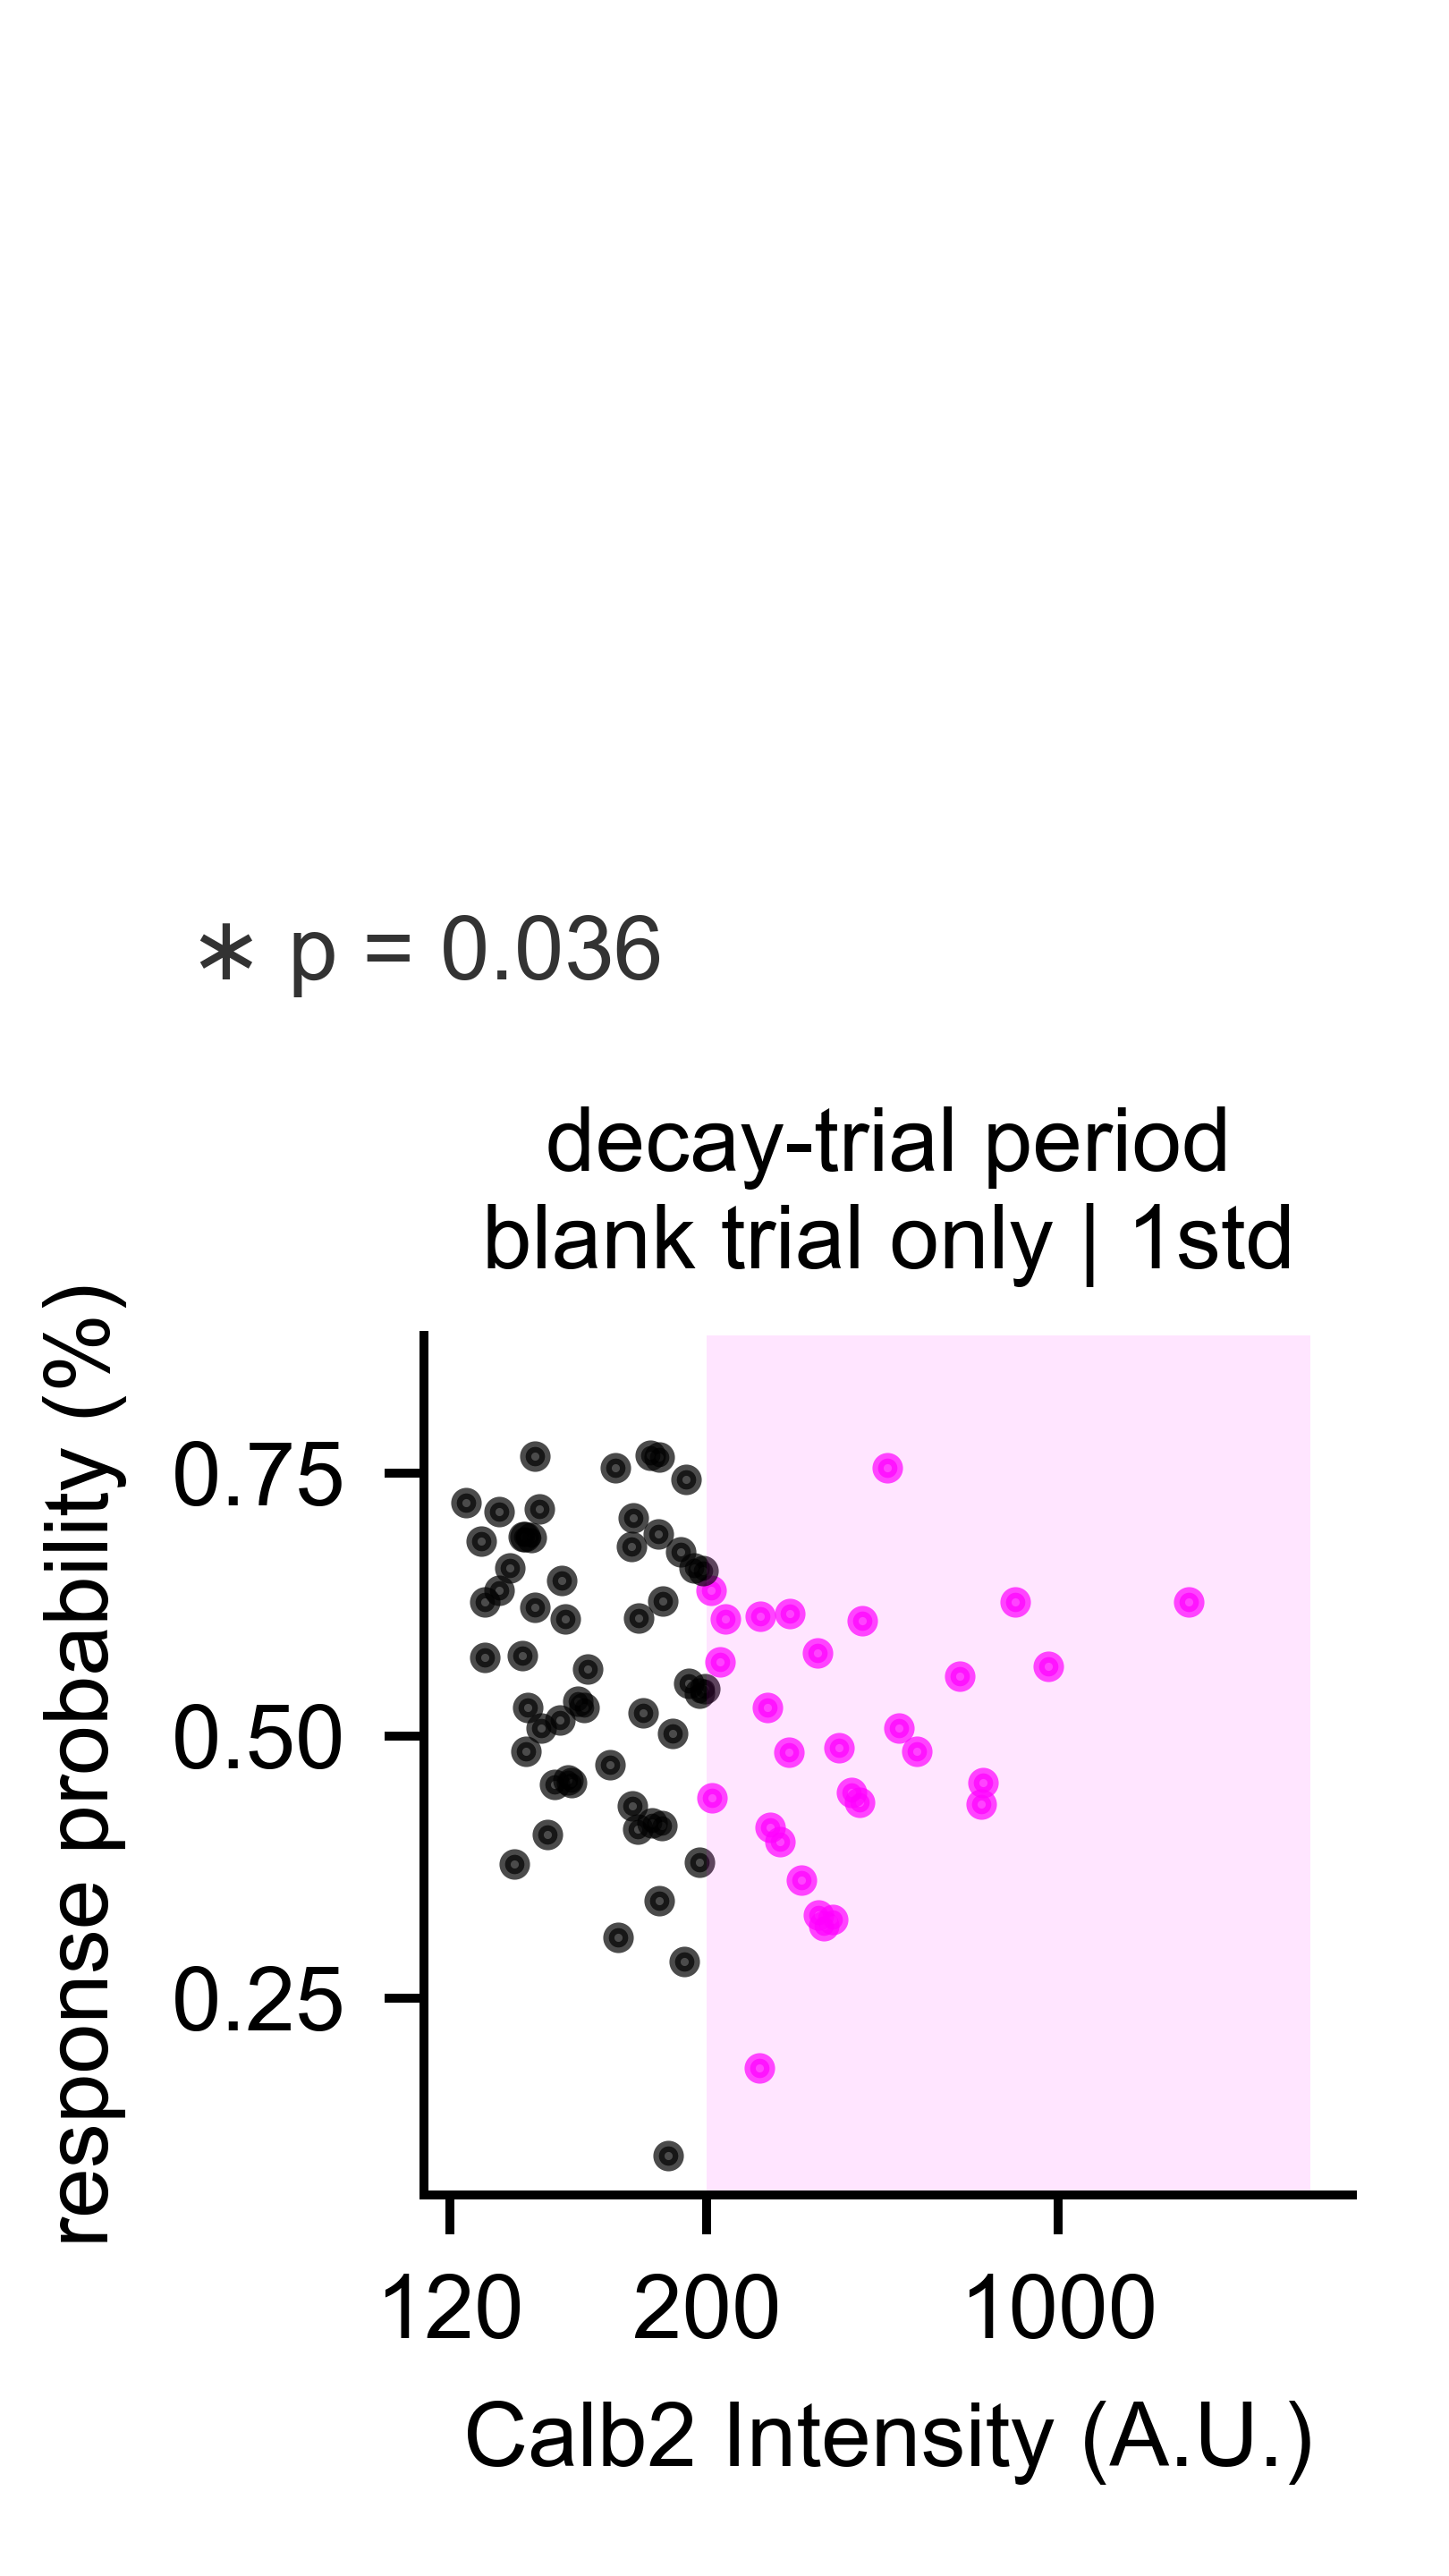 ∗ p = 0.036
decay-trial period
blank trial only | 1std
response probability (%)
0.75
0.50
0.25
120 200 1000
Calb2 Intensity (A.U.)